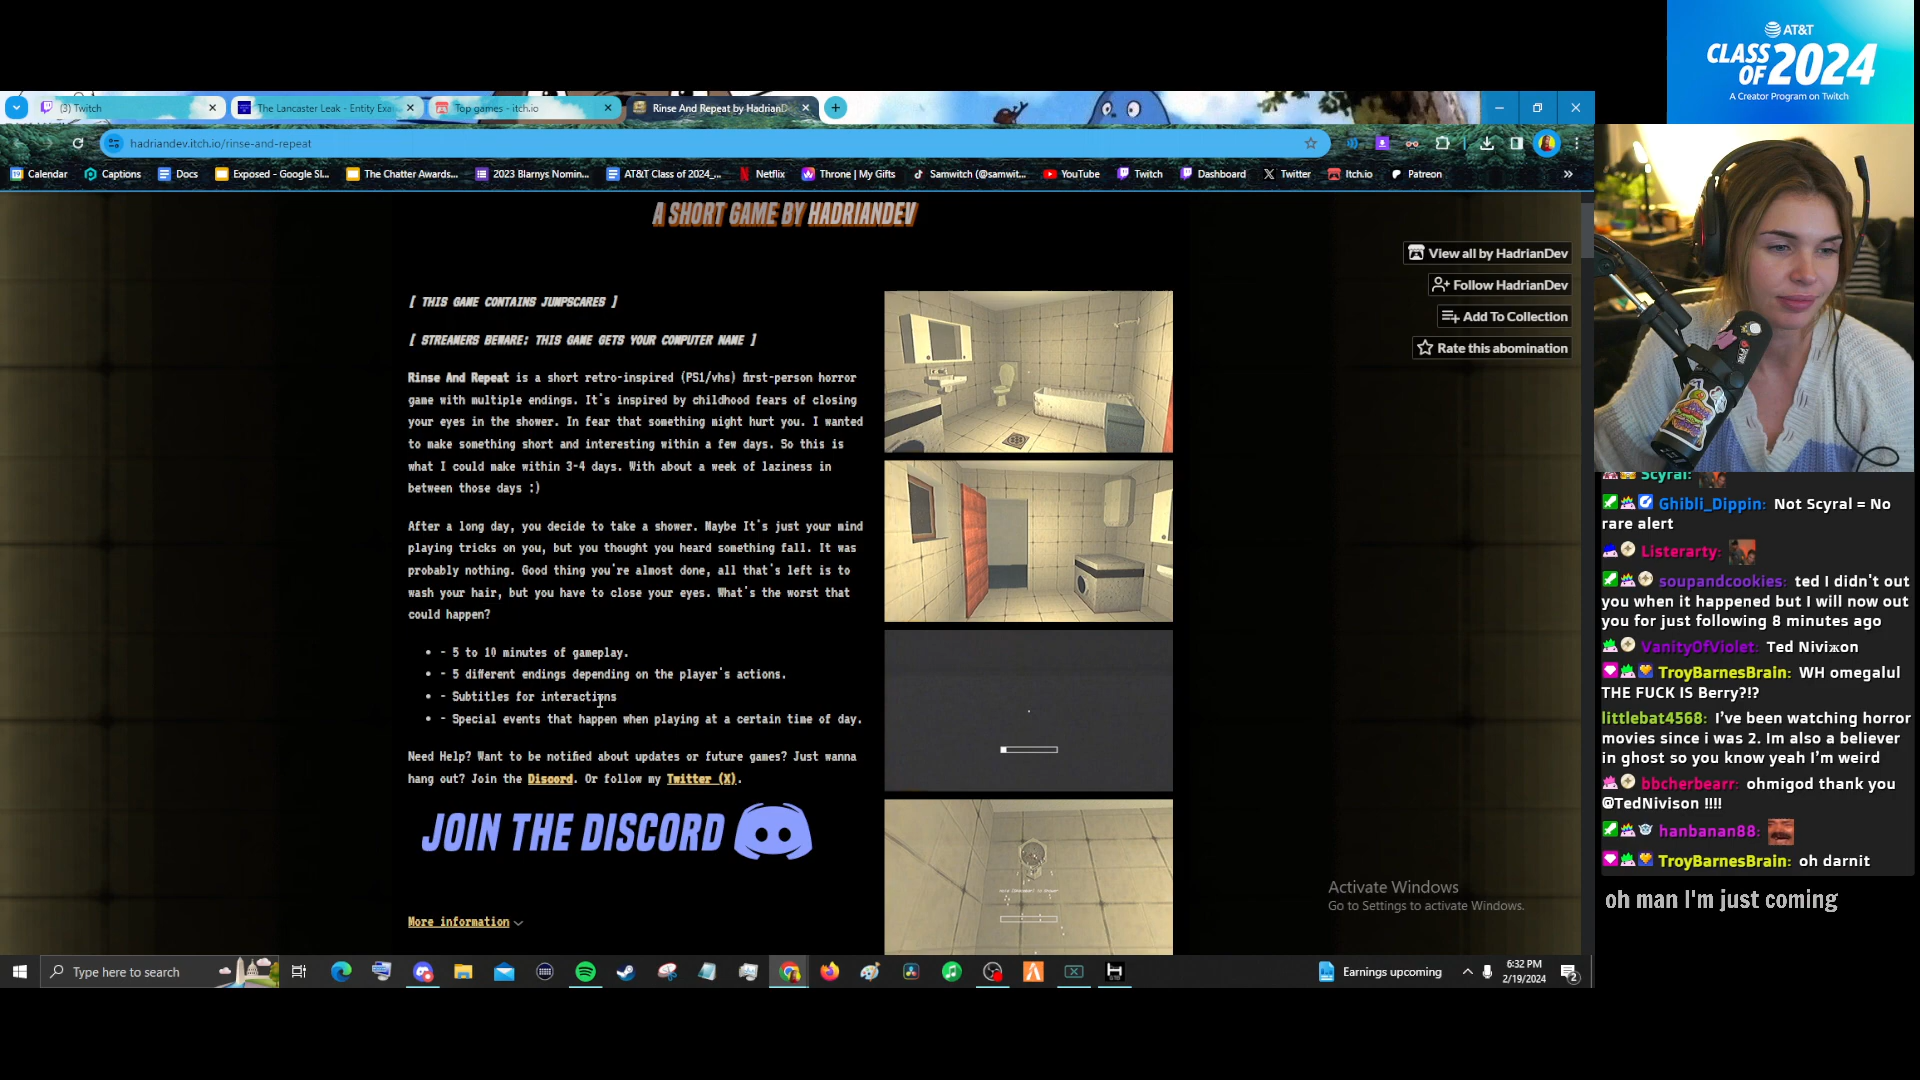 AT&T
CLASS
OF 2024
A Creator Program on Twitch
(3) Twitch
The Lancaster Leak - Entity Exa
Top games - itch.io
Rinse And Repeat by HadrianD
hadriandev.itch.io/rinse-and-repeat
Calendar
Captions
Docs
Exposed - Google Sl...
The Chatter Awards...
2023 Blarnys Nomin...
AT&T Class of 2024_...
Netflix
Throne | My Gifts
Samwitch (@samwit...
YouTube
Twitch
Dashboard
Twitter
Itch.io
Patreon
A SHORT GAME BY HADRIANDEV
View all by HadrianDev
Follow HadrianDev
Add To Collection
Rate this abomination
[ THIS GAME CONTAINS JUMPSCARES ]
[ STREAMERS BEWARE: THIS GAME GETS YOUR COMPUTER NAME ]
Rinse And Repeat is a short retro-inspired (PS1/vhs) first-person horror
game with multiple endings. It's inspired by childhood fears of closing
your eyes in the shower. In fear that something might hurt you. I wanted
to make something short and interesting within a few days. So this is
what I could make within 3-4 days. With about a week of laziness in
between those days :)
After a long day, you decide to take a shower. Maybe It's just your mind
playing tricks on you, but you thought you heard something fall. It was
probably nothing. Good thing you're almost done, all that's left is to
wash your hair, but you have to close your eyes. What's the worst that
could happen?
- 5 to 10 minutes of gameplay.
- 5 different endings depending on the player's actions.
- Subtitles for interactions
- Special events that happen when playing at a certain time of day.
Need Help? Want to be notified about updates or future games? Just wanna
hang out? Join the Discord. Or follow my Twitter (X).
JOIN THE DISCORD
More information
Activate Windows
Go to Settings to activate Windows.
Scyral:
Ghibli_Dippin: Not Scyral = No
rare alert
Listerarty:
soupandcookies: ted I didn't out
you when it happened but I will now out
you for just following 8 minutes ago
VanityOfViolet: Ted Niviжon
TroyBarnesBrain: WH omegalul
THE FUCK IS Berry?!?
littlebat4568: I've been watching horror
movies since i was 2. Im also a believer
in ghost so you know yeah I'm weird
bbcherbearr: ohmigod thank you
@TedNivison !!!!
hanbanan88:
TroyBarnesBrain: oh darnit
oh man I'm just coming
Type here to search
Earnings upcoming
6:32 PM
2/19/2024
2